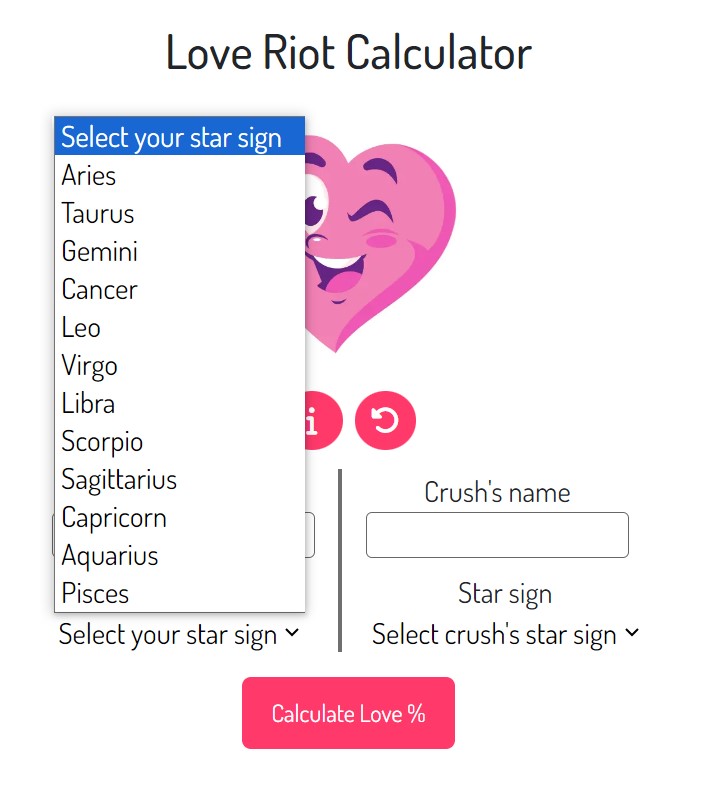 Love Riot Calculator
Select your star sign
Aries
Taurus
Gemini
Cancer
Leo
Virgo
Libra
Scorpio
Sagittarius
Capricorn
Aquarius
Pisces
Select your star sign
i
Crush's name
Star sign
Select crush's star sign
Calculate Love %